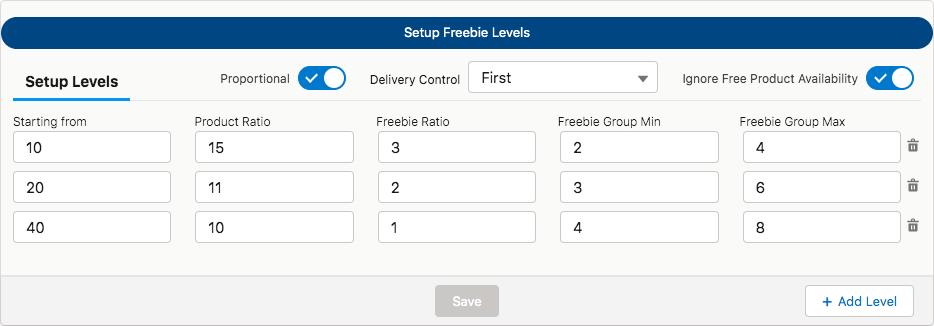 Setup Freebie Levels
Setup Levels Proportional Delivery Control First Ignore Free Product Availability
Starting from Product Ratio Freebie Ratio Freebie Group Min Freebie Group Max
10 15 3 2 4
20 11 2 3 6
40 10 1 4 8
Save + Add Level